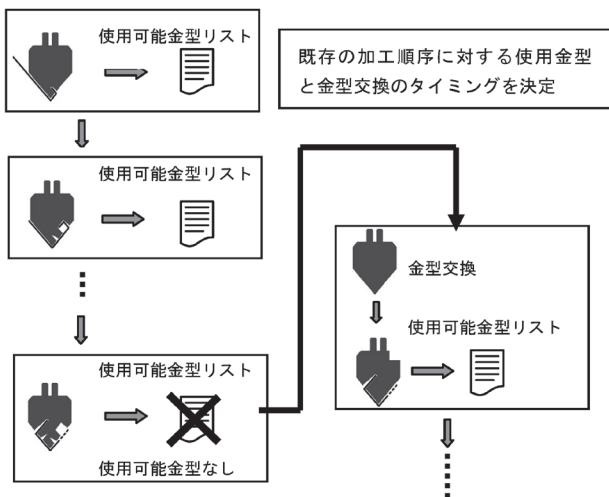 使用可能金型リスト
既存の加工順序に対する使用金型
と金型交換のタイミングを決定
使用可能金型リスト
使用可能金型リスト
使用可能金型なし
金型交換
使用可能金型リスト